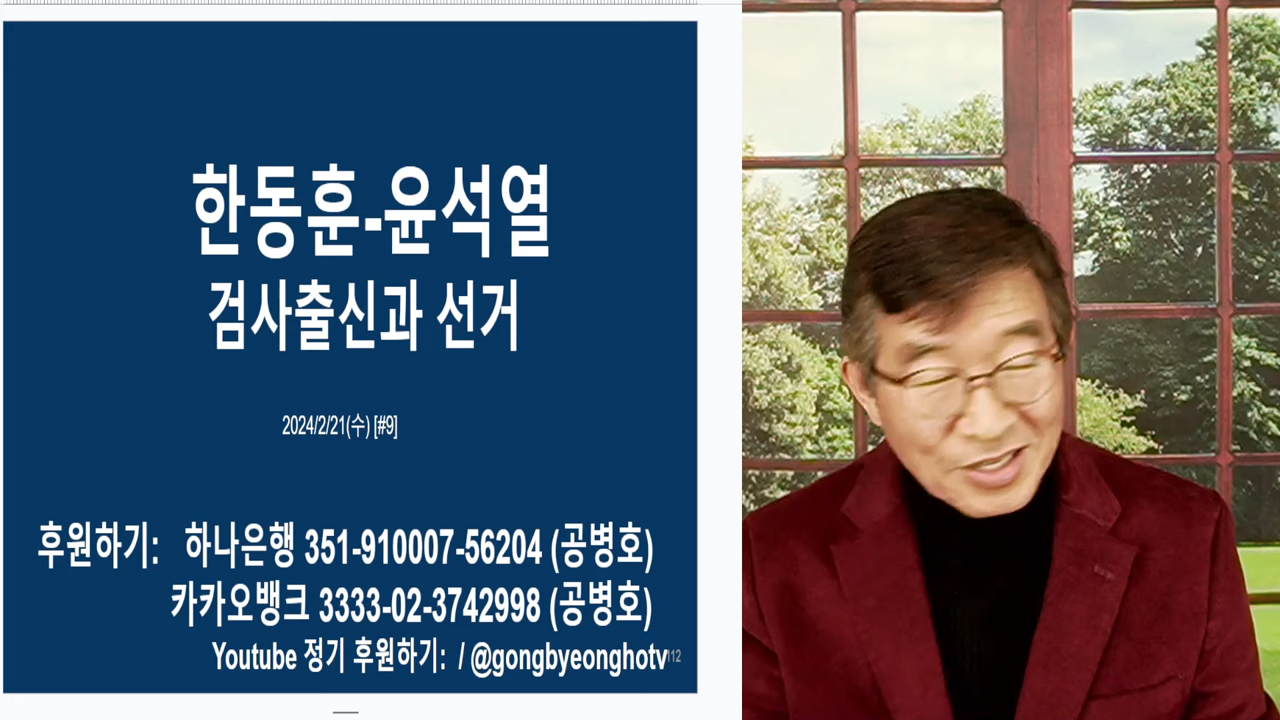 한동훈-윤석열
검사출신과 선거
2024/2/21(수) [#9]
후원하기: 하나은행 351-910007-56204 (공병호)
카카오뱅크 3333-02-3742998 (공병호)
Youtube 정기 후원하기: / @gongbyeonghotv